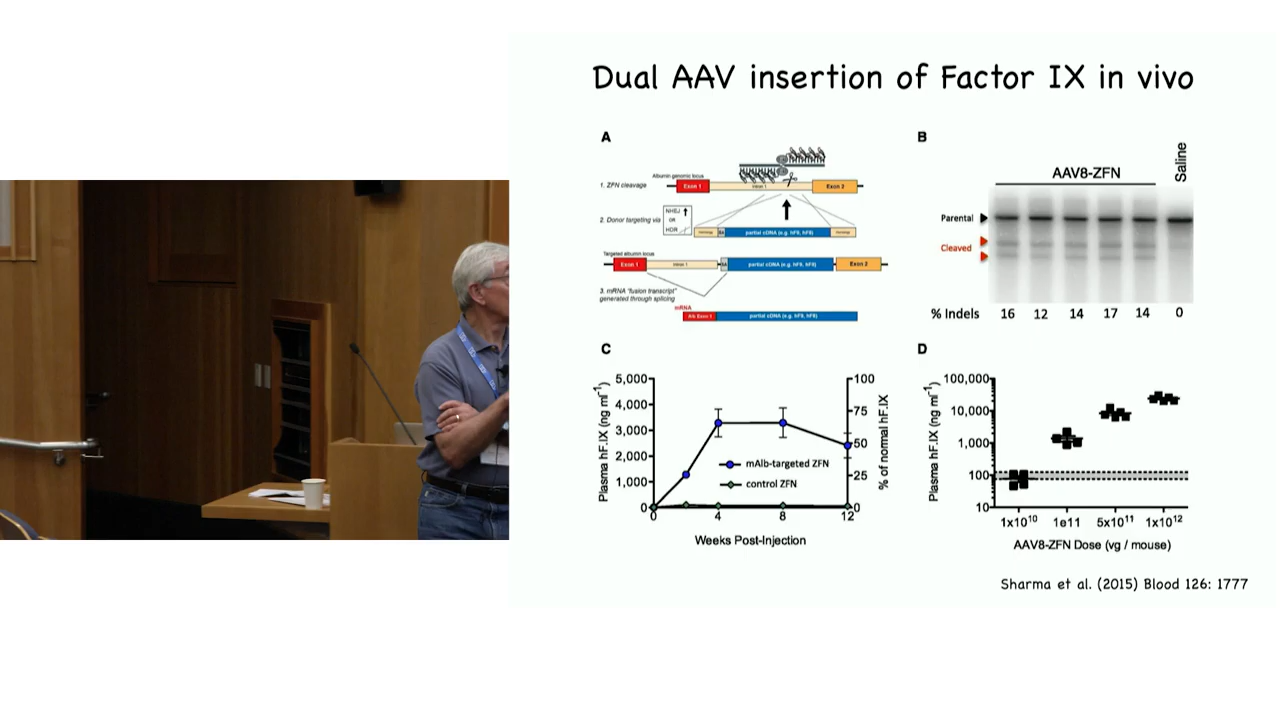 Dual AAV insertion of Factor IX in vivo
A
Albumin genomic locus
1. ZFN cleavage
Exon 1
Intron 1
Exon 2
2. Donor targeting via
NHEJ
OR
HDR
SA
partial cDNA (e.g. hF9, hF8)
Targeted albumin locus
Exon 1
Intron 1
SA
partial cDNA (e.g. hF9, hF8)
Exon 2
3. mRNA "fusion transcript"
generated through splicing
mRNA
Alb Exon 1
partial cDNA (e.g. hF9, hF8)
B
AAV8-ZFN
Saline
Parental
Cleaved
% Indels 16 12 14 17 14 0
C
Plasma hF.IX (ng ml-1)
5,000
4,000
3,000
2,000
1,000
0
100
75
50
25
0
% of normal hF.IX
mAlb-targeted ZFN
control ZFN
0 4 8 12
Weeks Post-Injection
D
Plasma hF.IX (ng ml-1)
100,000
10,000
1,000
100
10
1x10^10 1e11 5x10^11 1x10^12
AAV8-ZFN Dose (vg / mouse)
Sharma et al. (2015) Blood 126: 1777